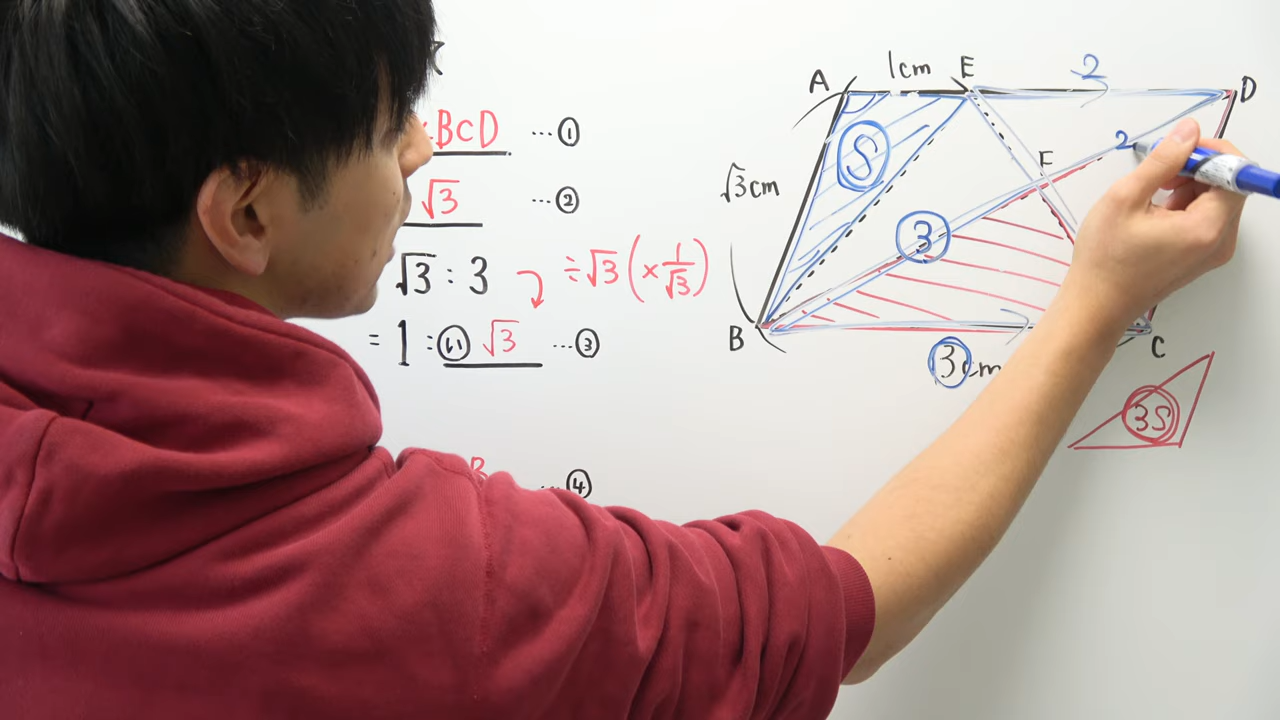 BCD …①
√3 …②
√3 : 3 ÷√3(×1/√3)
= 1 : (い) √3 …③
B …④
A 1cm E 2 D
S
√3cm
F 2
3
B C
3cm
3S